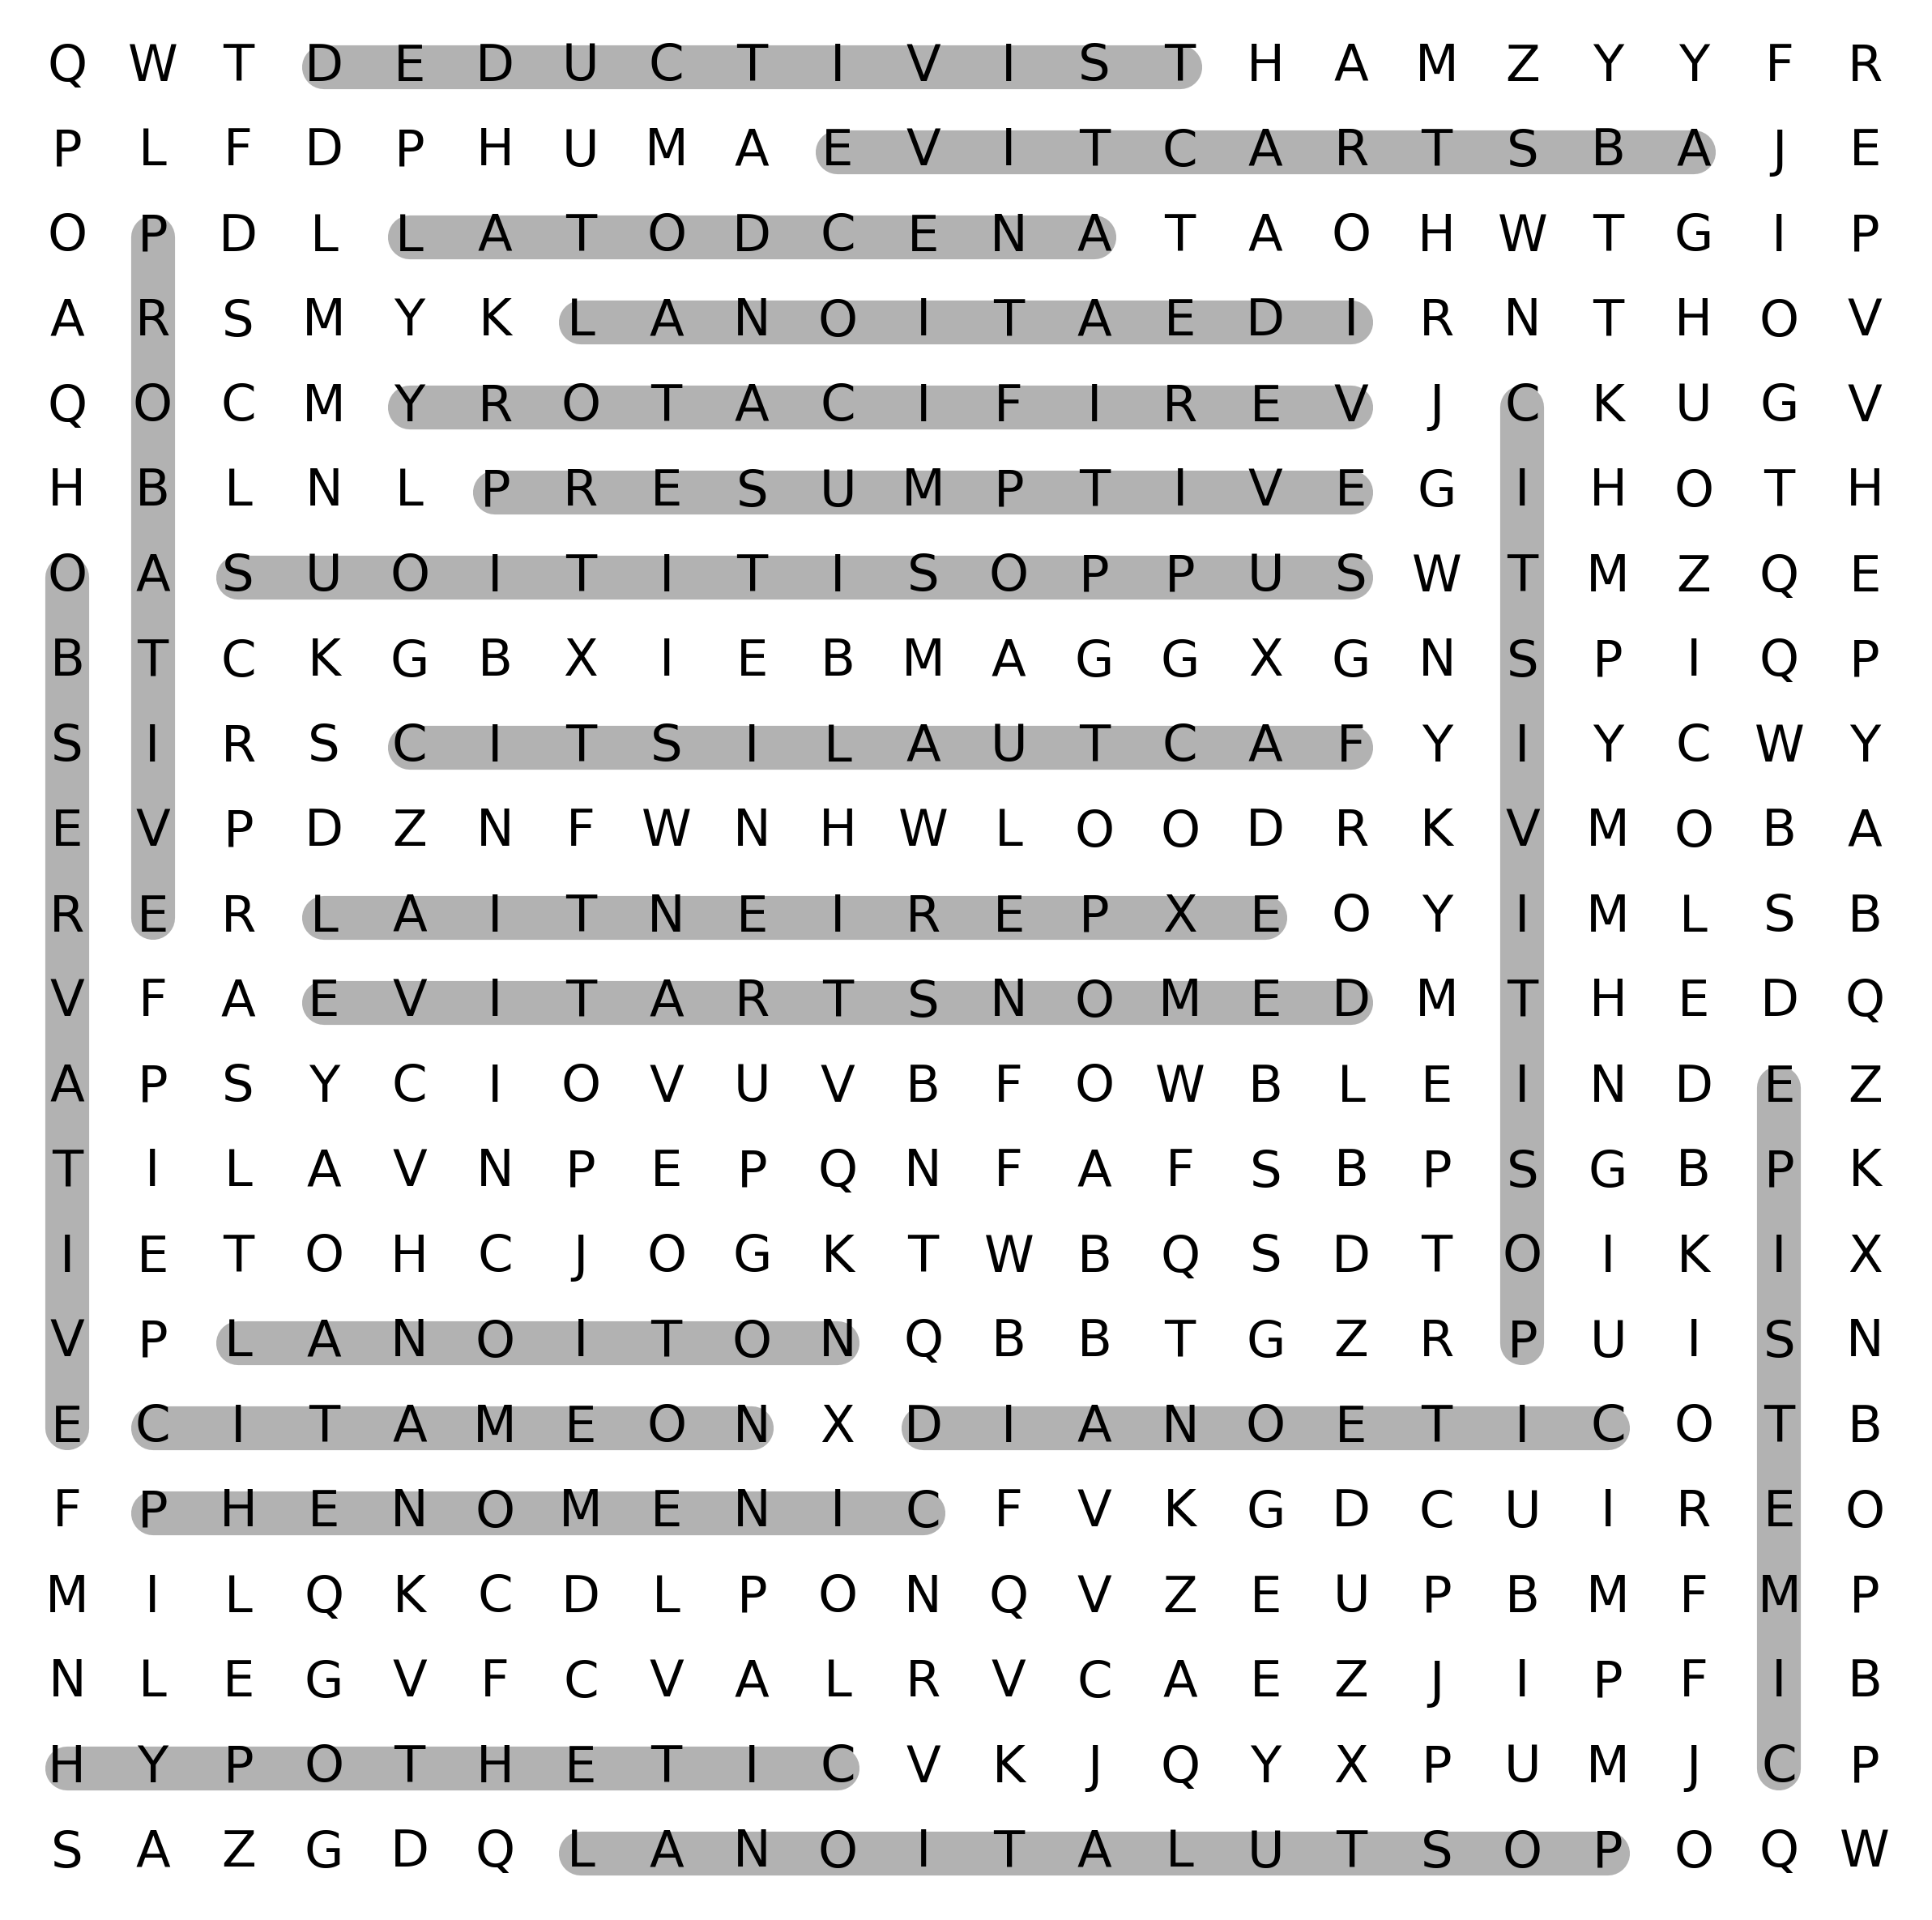 Q W T D E D U C T I V I S T H A M Z Y Y F R
P L F D P H U M A E V I T C A R T S B A J E
O P D L L A T O D C E N A T A O H W T G I P
A R S M Y K L A N O I T A E D I R N T H O V
Q O C M Y R O T A C I F I R E V J C K U G V
H B L N L P R E S U M P T I V E G I H O T H
O A S U O I T I T I S O P P U S W T M Z Q E
B T C K G B X I E B M A G G X G N S P I Q P
S I R S C I T S I L A U T C A F Y I Y C W Y
E V P D Z N F W N H W L O O D R K V M O B A
R E R L A I T N E I R E P X E O Y I M L S B
V F A E V I T A R T S N O M E D M T H E D Q
A P S Y C I O V U V B F O W B L E I N D E Z
T I L A V N P E P Q N F A F S B P S G B P K
I E T O H C J O G K T W B Q S D T O I K I X
V P L A N O I T O N Q B B T G Z R P U I S N
E C I T A M E O N X D I A N O E T I C O T B
F P H E N O M E N I C F V K G D C U I R E O
M I L Q K C D L P O N Q V Z E U P B M F M P
N L E G V F C V A L R V C A E Z J I P F I B
H Y P O T H E T I C V K J Q Y X P U M J C P
S A Z G D Q L A N O I T A L U T S O P O Q W